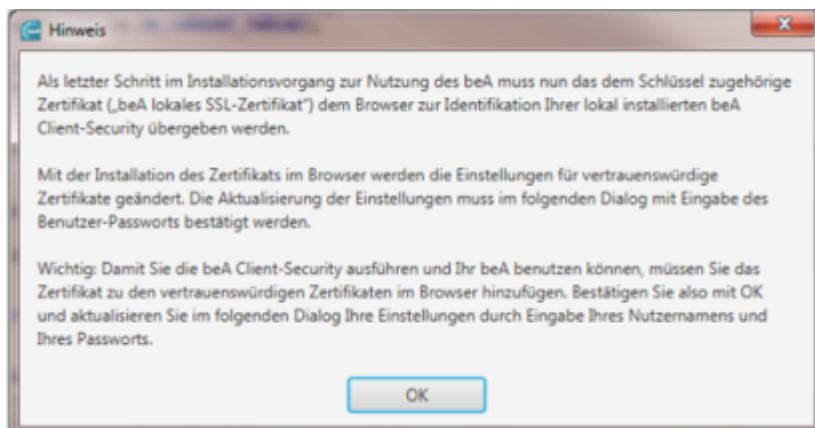 Hinweis
Als letzter Schritt im Installationsvorgang zur Nutzung des beA muss nun das dem Schlüssel zugehörige
Zertifikat („beA lokales SSL-Zertifikat“) dem Browser zur Identifikation Ihrer lokal installierten beA
Client-Security übergeben werden.
Mit der Installation des Zertifikats im Browser werden die Einstellungen für vertrauenswürdige
Zertifikate geändert. Die Aktualisierung der Einstellungen muss im folgenden Dialog mit Eingabe des
Benutzer-Passworts bestätigt werden.
Wichtig: Damit Sie die beA Client-Security ausführen und Ihr beA benutzen können, müssen Sie das
Zertifikat zu den vertrauenswürdigen Zertifikaten im Browser hinzufügen. Bestätigen Sie also mit OK
und aktualisieren Sie im folgenden Dialog Ihre Einstellungen durch Eingabe Ihres Nutzernamens und
Ihres Passworts.
OK